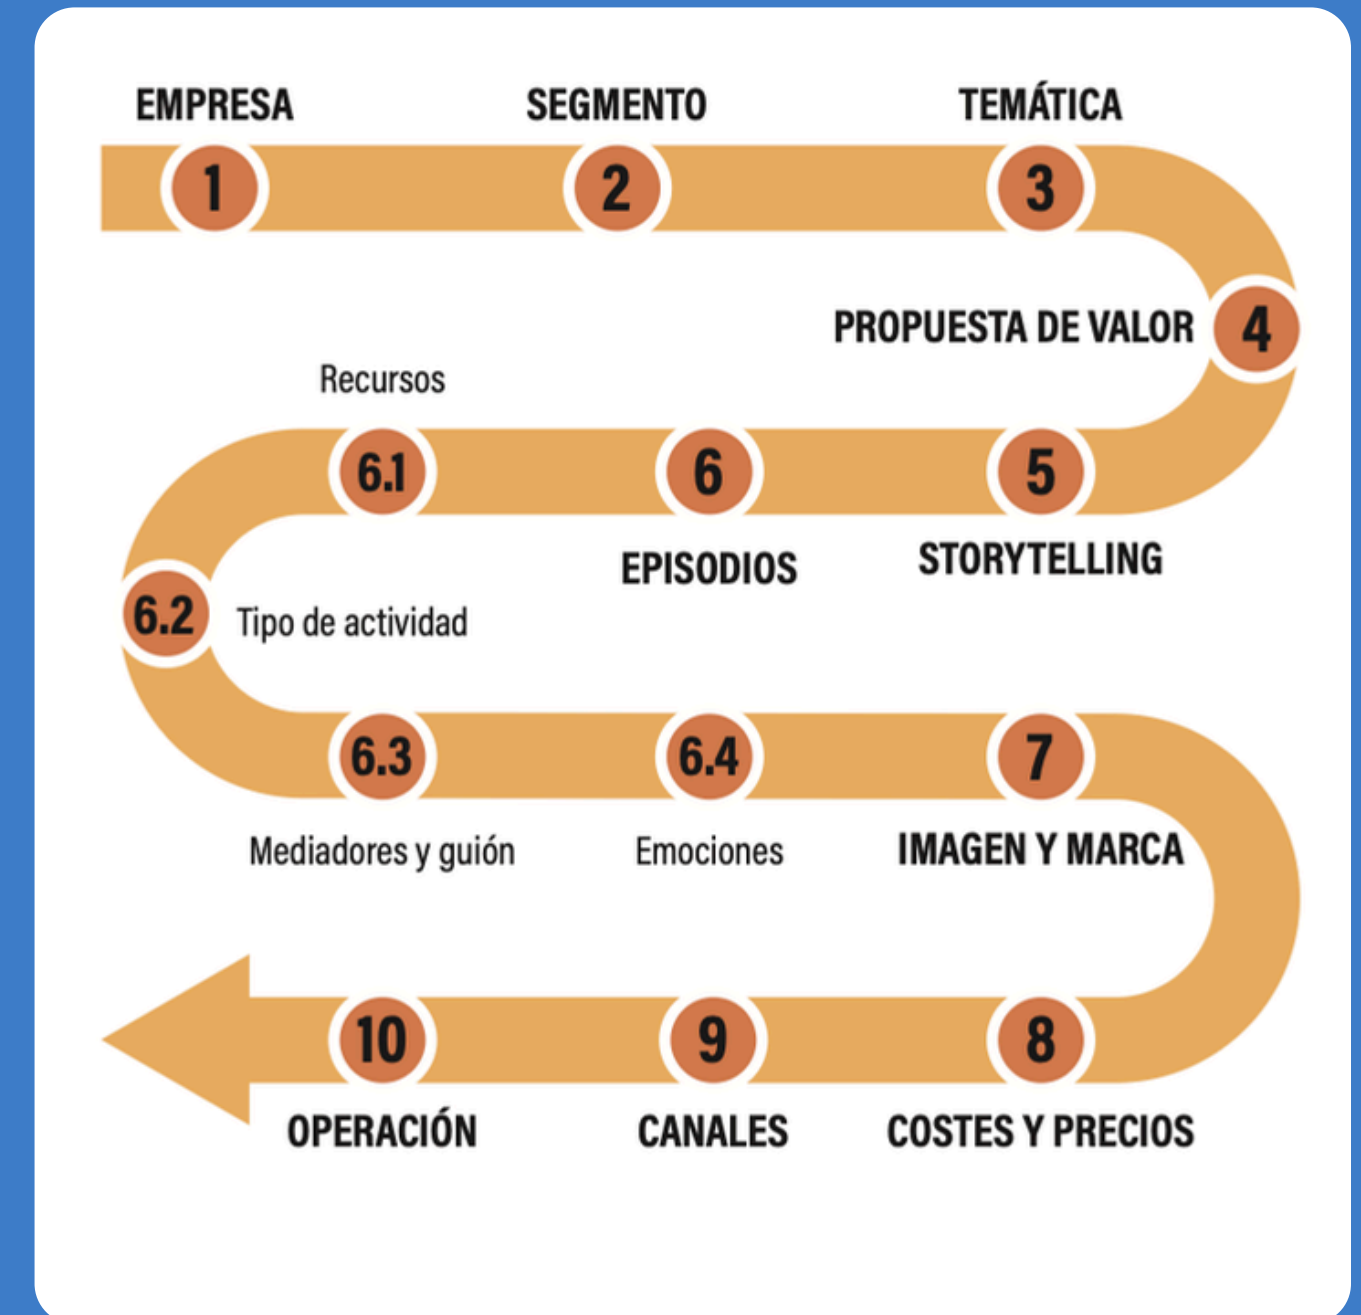 EMPRESA
SEGMENTO
TEMÁTICA
1
2
3
PROPUESTA DE VALOR
4
Recursos
6.1
6
5
EPISODIOS
STORYTELLING
6.2
Tipo de actividad
6.3
6.4
7
Mediadores y guión
Emociones
IMAGEN Y MARCA
10
9
8
OPERACIÓN
CANALES
COSTES Y PRECIOS